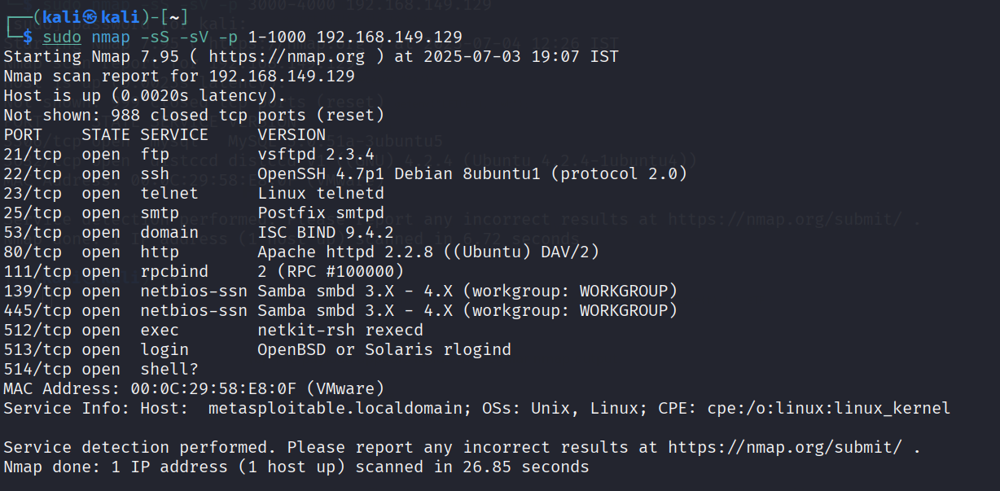 ┌──(kali㉿kali)-[~]
└─$ sudo nmap -sS -sV -p 1-1000 192.168.149.129
Starting Nmap 7.95 ( https://nmap.org ) at 2025-07-03 19:07 IST
Nmap scan report for 192.168.149.129
Host is up (0.0020s latency).
Not shown: 988 closed tcp ports (reset)
PORT    STATE SERVICE     VERSION
21/tcp  open  ftp         vsftpd 2.3.4
22/tcp  open  ssh         OpenSSH 4.7p1 Debian 8ubuntu1 (protocol 2.0)
23/tcp  open  telnet      Linux telnetd
25/tcp  open  smtp        Postfix smtpd
53/tcp  open  domain      ISC BIND 9.4.2
80/tcp  open  http        Apache httpd 2.2.8 ((Ubuntu) DAV/2)
111/tcp open  rpcbind     2 (RPC #100000)
139/tcp open  netbios-ssn Samba smbd 3.X - 4.X (workgroup: WORKGROUP)
445/tcp open  netbios-ssn Samba smbd 3.X - 4.X (workgroup: WORKGROUP)
512/tcp open  exec        netkit-rsh rexecd
513/tcp open  login       OpenBSD or Solaris rlogind
514/tcp open  shell?
MAC Address: 00:0C:29:58:E8:0F (VMware)
Service Info: Host:  metasploitable.localdomain; OSs: Unix, Linux; CPE: cpe:/o:linux:linux_kernel

Service detection performed. Please report any incorrect results at https://nmap.org/submit/ .
Nmap done: 1 IP address (1 host up) scanned in 26.85 seconds